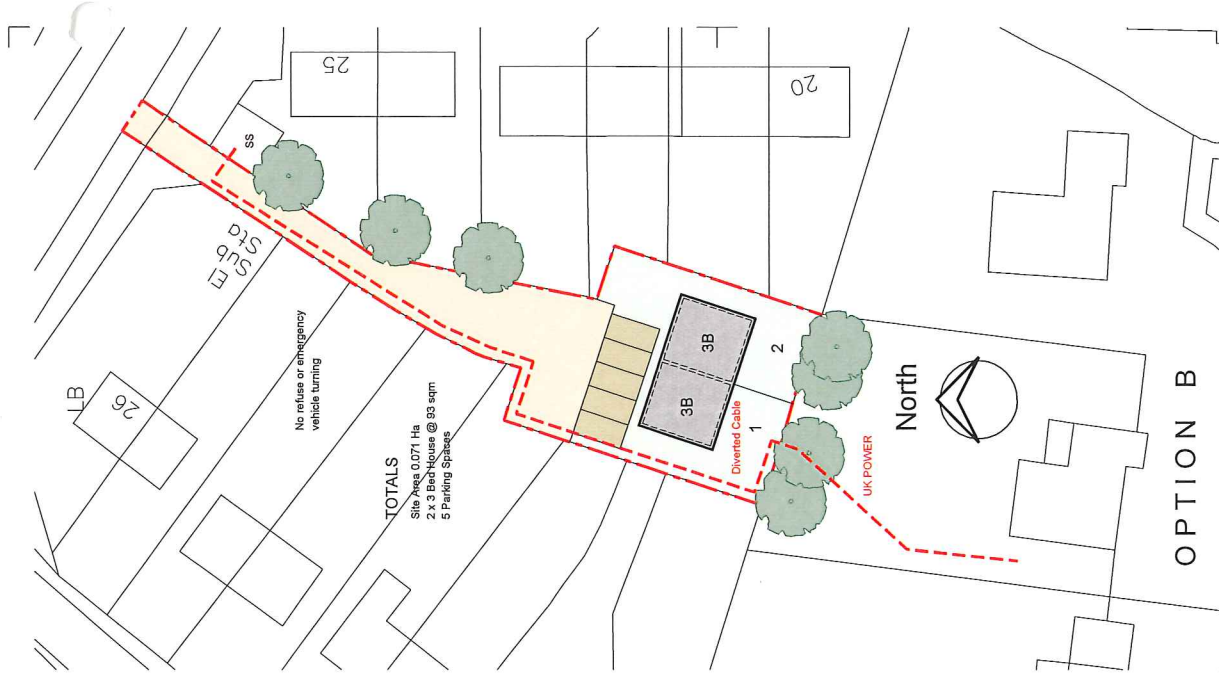 25
20
ss
El
Sub
Sta
LB
26
No refuse or emergency
vehicle turning
TOTALS
Site Area 0.071 Ha
2 x 3 Bed House @ 93 sqm
5 Parking Spaces
3B
3B
2
1
Diverted Cable
UK POWER
North
OPTION B